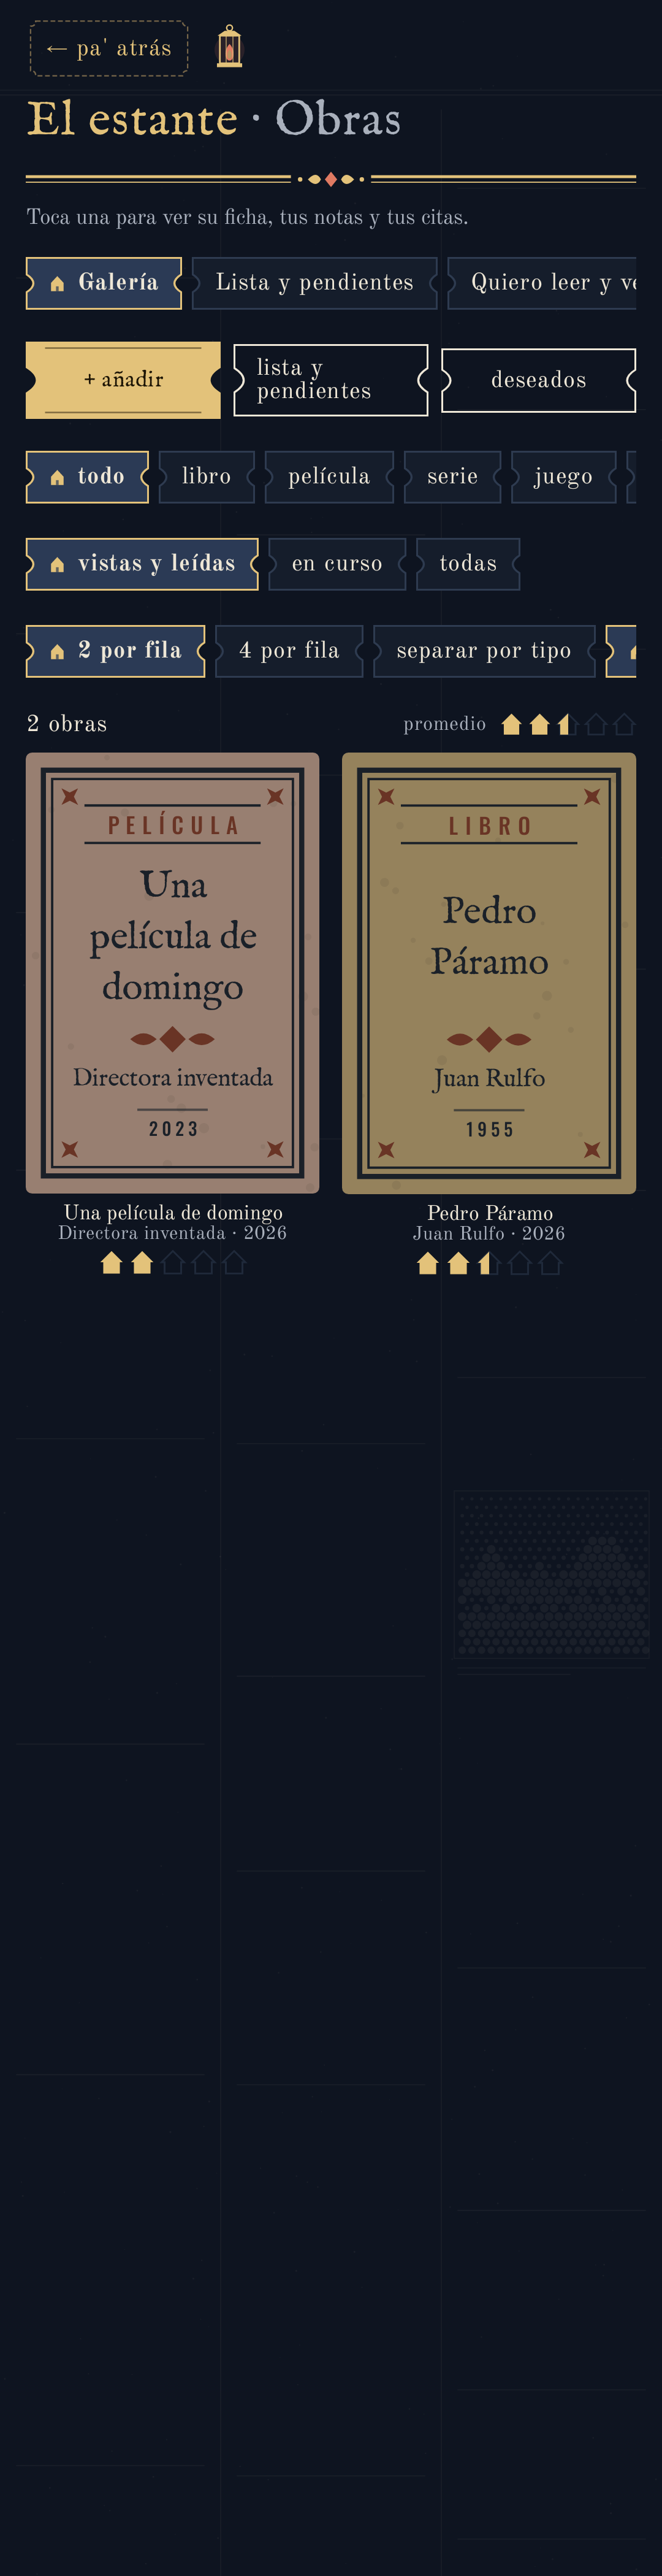 ← pa' atrás
El estante · Obras
Toca una para ver su ficha, tus notas y tus citas.
Galería Lista y pendientes Quiero leer y ve
+ añadir lista y pendientes deseados
todo libro película serie juego
vistas y leídas en curso todas
2 por fila 4 por fila separar por tipo
2 obras promedio
PELÍCULA
Una
película de
domingo
Directora inventada
2023
Una película de domingo
Directora inventada · 2026
LIBRO
Pedro
Páramo
Juan Rulfo
1955
Pedro Páramo
Juan Rulfo · 2026